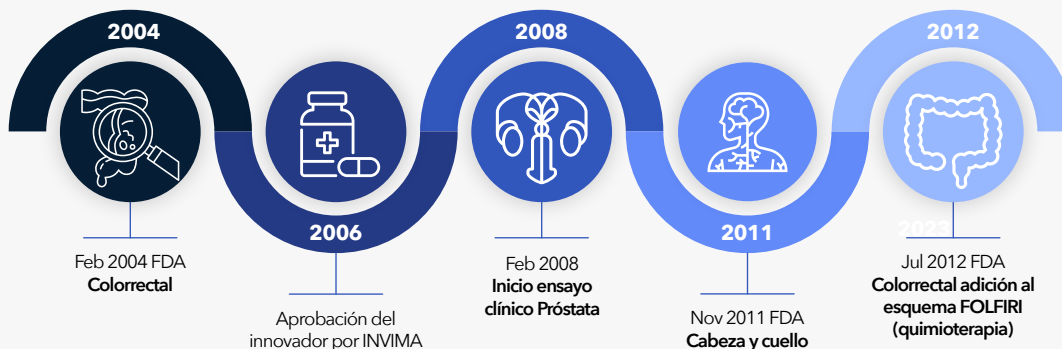 2004
Feb 2004 FDA
Colorrectal
2006
Aprobación del
innovador por INVIMA
2008
Feb 2008
Inicio ensayo
clínico Próstata
2011
Nov 2011 FDA
Cabeza y cuello
2012
2023
Jul 2012 FDA
Colorrectal adición al
esquema FOLFIRI
(quimioterapia)